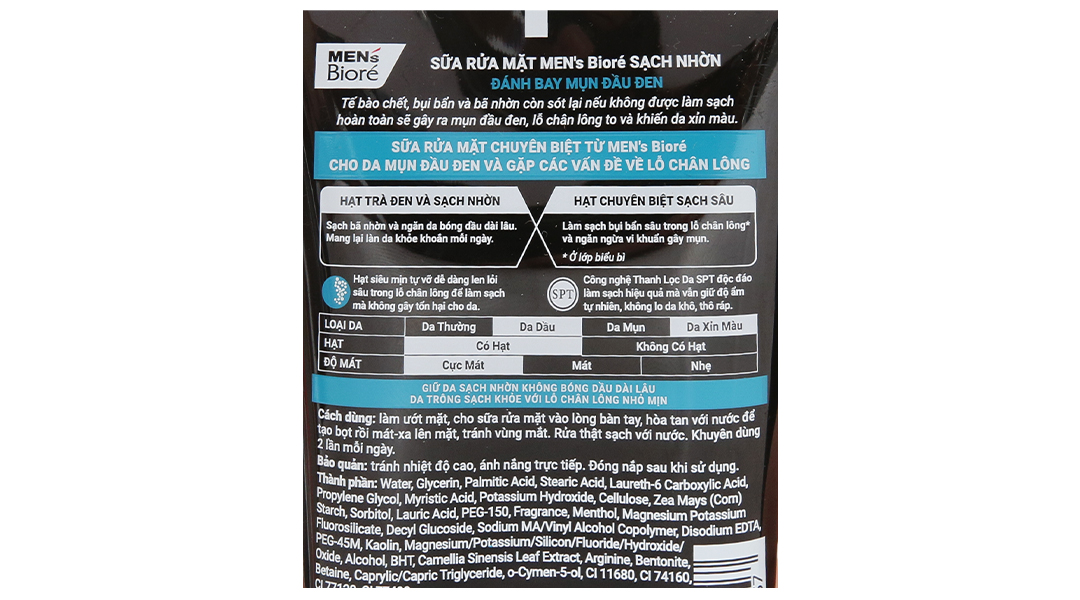 MEN's
Bioré
SỮA RỬA MẶT MEN's Bioré SẠCH NHỜN
ĐÁNH BAY MỤN ĐẦU ĐEN
Tế bào chết, bụi bẩn và bã nhờn còn sót lại nếu không được làm sạch
hoàn toàn sẽ gây ra mụn đầu đen, lỗ chân lông to và khiến da xỉn màu.
SỮA RỬA MẶT CHUYÊN BIỆT TỪ MEN's Bioré
CHO DA MỤN ĐẦU ĐEN VÀ GẶP CÁC VẤN ĐỀ VỀ LỖ CHÂN LÔNG
HẠT TRÀ ĐEN VÀ SẠCH NHỜN
Sạch bã nhờn và ngăn da bóng dầu dài lâu.
Mang lại làn da khỏe khoắn mỗi ngày.
HẠT CHUYÊN BIỆT SẠCH SÂU
Làm sạch bụi bẩn sâu trong lỗ chân lông*
và ngăn ngừa vi khuẩn gây mụn.
* Ở lớp biểu bì
Hạt siêu mịn tự vỡ dễ dàng len lỏi
sâu trong lỗ chân lông để làm sạch
mà không gây tổn hại cho da.
SPT
Công nghệ Thanh Lọc Da SPT độc đáo
làm sạch hiệu quả mà vẫn giữ độ ẩm
tự nhiên, không lo da khô, thô ráp.
LOẠI DA Da Thường Da Dầu Da Mụn Da Xỉn Màu
HẠT Có Hạt Không Có Hạt
ĐỘ MÁT Cực Mát Mát Nhẹ
GIỮ DA SẠCH NHỜN KHÔNG BÓNG DẦU DÀI LÂU
DA TRÔNG SẠCH KHỎE VỚI LỖ CHÂN LÔNG NHỎ MỊN
Cách dùng: làm ướt mặt, cho sữa rửa mặt vào lòng bàn tay, hòa tan với nước để
tạo bọt rồi mát-xa lên mặt, tránh vùng mắt. Rửa thật sạch với nước. Khuyên dùng
2 lần mỗi ngày.
Bảo quản: tránh nhiệt độ cao, ánh nắng trực tiếp. Đóng nắp sau khi sử dụng.
Thành phần: Water, Glycerin, Palmitic Acid, Stearic Acid, Laureth-6 Carboxylic Acid,
Propylene Glycol, Myristic Acid, Potassium Hydroxide, Cellulose, Zea Mays (Corn)
Starch, Sorbitol, Lauric Acid, PEG-150, Fragrance, Menthol, Magnesium Potassium
Fluorosilicate, Decyl Glucoside, Sodium MA/Vinyl Alcohol Copolymer, Disodium EDTA,
PEG-45M, Kaolin, Magnesium/Potassium/Silicon/Fluoride/Hydroxide/
Oxide, Alcohol, BHT, Camellia Sinensis Leaf Extract, Arginine, Bentonite,
Betaine, Caprylic/Capric Triglyceride, o-Cymen-5-ol, CI 11680, CI 74160,